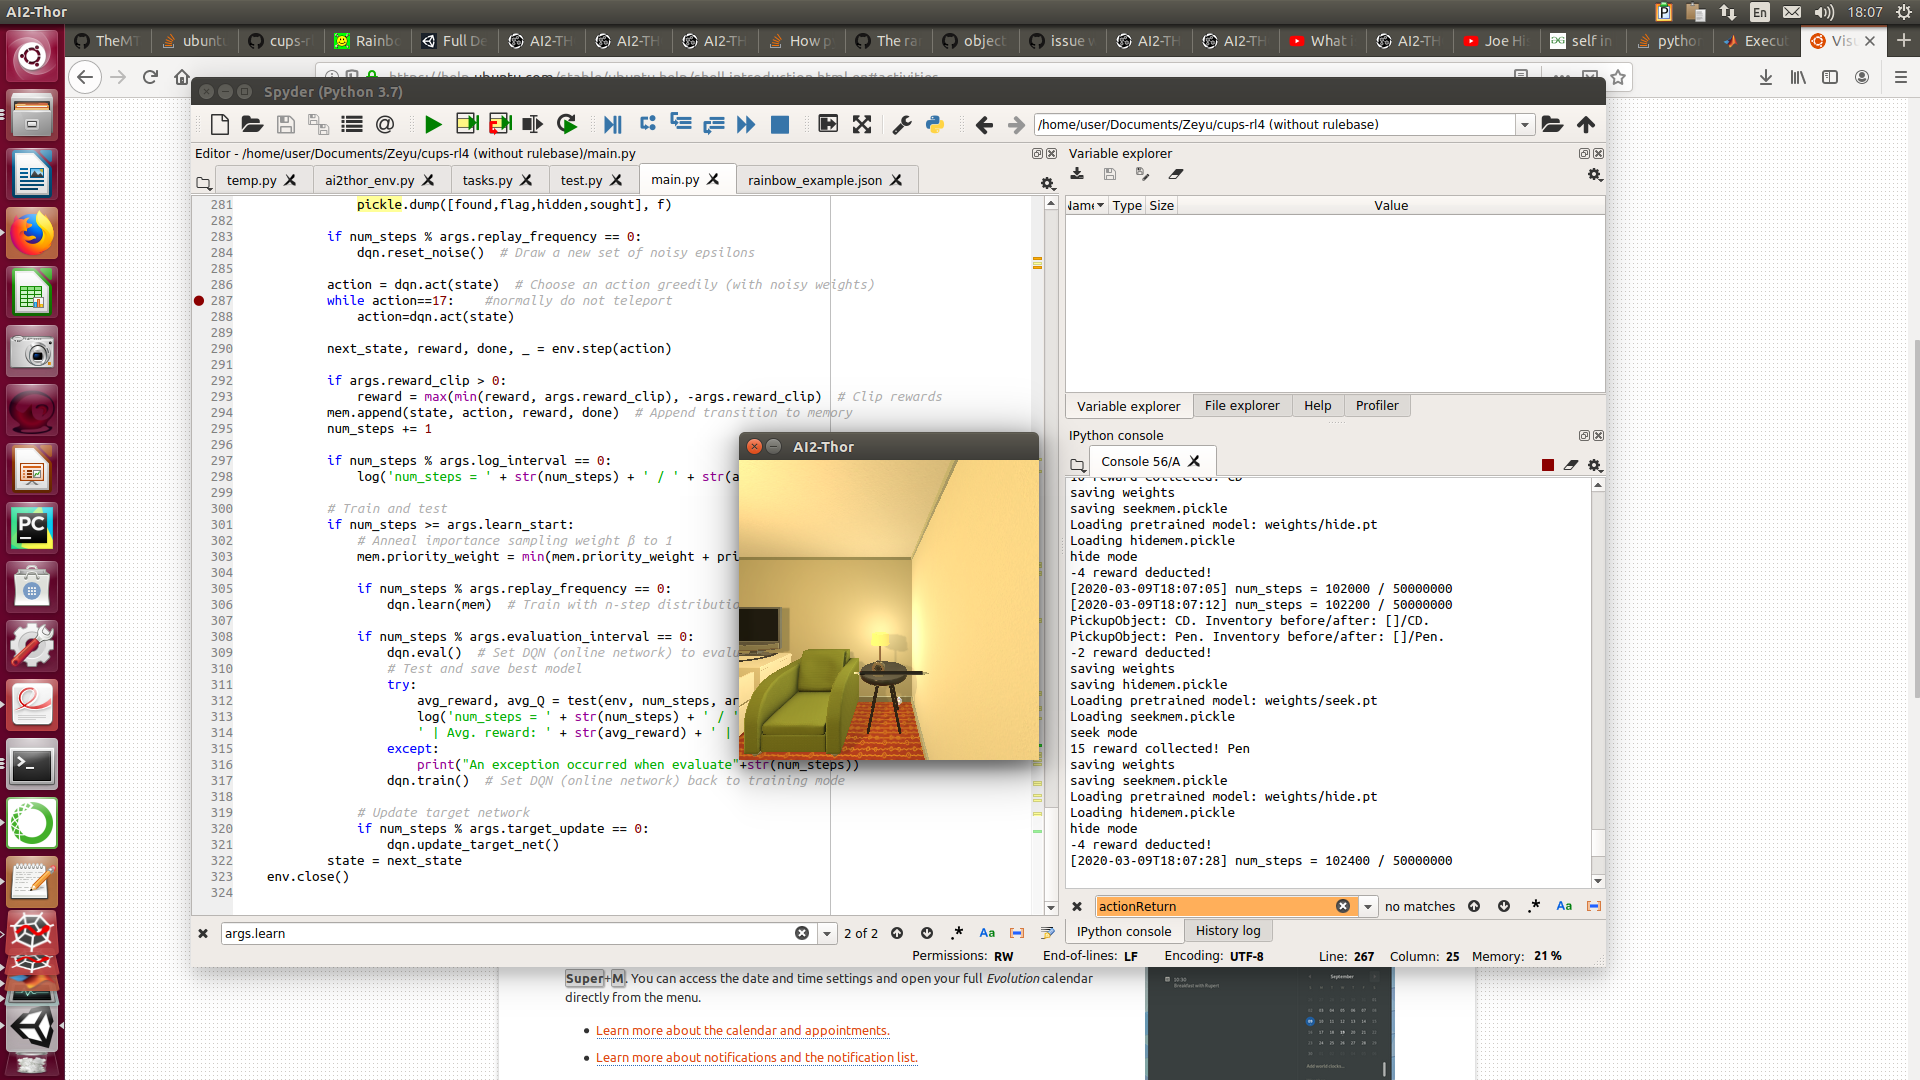 AI2-Thor
En
18:07
TheMT
ubuntu
cups-r
Rainb
Full De
AI2-TH
AI2-TH
AI2-TH
How p
The ra
object
issue v
AI2-TH
AI2-TH
What i
AI2-TH
Joe Hi
self in
python
Execut
Visu
Spyder (Python 3.7)
/home/user/Documents/Zeyu/cups-rl4 (without rulebase)
Editor - /home/user/Documents/Zeyu/cups-rl4 (without rulebase)/main.py
temp.py
ai2thor_env.py
tasks.py
test.py
main.py
rainbow_example.json
281 pickle.dump([found,flag,hidden,sought], f)
282
283 if num_steps % args.replay_frequency == 0:
284 dqn.reset_noise()  # Draw a new set of noisy epsilons
285
286 action = dqn.act(state)  # Choose an action greedily (with noisy weights)
287 while action==17:    #normally do not teleport
288 action=dqn.act(state)
289
290 next_state, reward, done, _ = env.step(action)
291
292 if args.reward_clip > 0:
293 reward = max(min(reward, args.reward_clip), -args.reward_clip)  # Clip rewards
294 mem.append(state, action, reward, done)  # Append transition to memory
295 num_steps += 1
296
297 if num_steps % args.log_interval == 0:
298 log('num_steps = ' + str(num_steps) + ' / ' + str(a
299
300 # Train and test
301 if num_steps >= args.learn_start:
302 # Anneal importance sampling weight β to 1
303 mem.priority_weight = min(mem.priority_weight + pri
304
305 if num_steps % args.replay_frequency == 0:
306 dqn.learn(mem)  # Train with n-step distributio
307
308 if num_steps % args.evaluation_interval == 0:
309 dqn.eval()  # Set DQN (online network) to evalu
310 # Test and save best model
311 try:
312 avg_reward, avg_Q = test(env, num_steps, ar
313 log('num_steps = ' + str(num_steps) + ' / '
314 ' | Avg. reward: ' + str(avg_reward) + ' |
315 except:
316 print("An exception occurred when evaluate"+str(num_steps))
317 dqn.train()  # Set DQN (online network) back to training mode
318
319 # Update target network
320 if num_steps % args.target_update == 0:
321 dqn.update_target_net()
322 state = next_state
323 env.close()
324
args.learn
2 of 2
Aa
AI2-Thor
Variable explorer
Name Type Size Value
Variable explorer
File explorer
Help
Profiler
IPython console
Console 56/A
10 reward collected! CD
saving weights
saving seekmem.pickle
Loading pretrained model: weights/hide.pt
Loading hidemem.pickle
hide mode
-4 reward deducted!
[2020-03-09T18:07:05] num_steps = 102000 / 50000000
[2020-03-09T18:07:12] num_steps = 102200 / 50000000
PickupObject: CD. Inventory before/after: []/CD.
PickupObject: Pen. Inventory before/after: []/Pen.
-2 reward deducted!
saving weights
saving hidemem.pickle
Loading pretrained model: weights/seek.pt
Loading seekmem.pickle
seek mode
15 reward collected! Pen
saving weights
saving seekmem.pickle
Loading pretrained model: weights/hide.pt
Loading hidemem.pickle
hide mode
-4 reward deducted!
[2020-03-09T18:07:28] num_steps = 102400 / 50000000
actionReturn
no matches
Aa
IPython console
History log
Permissions: RW
End-of-lines: LF
Encoding: UTF-8
Line: 267
Column: 25
Memory: 21 %
Super+M. You can access the date and time settings and open your full Evolution calendar
directly from the menu.
Learn more about the calendar and appointments.
Learn more about notifications and the notification list.
September